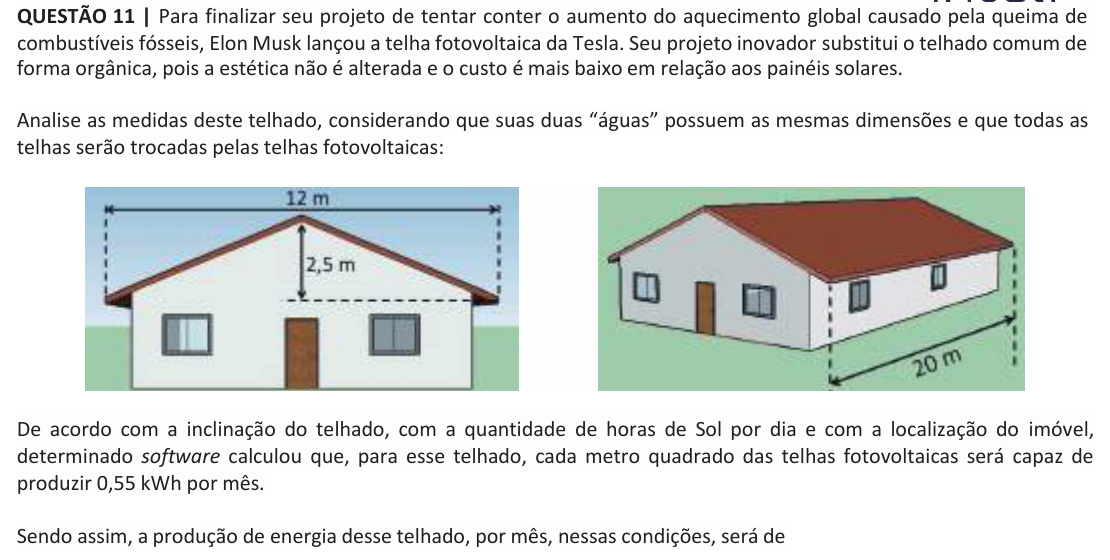 QUESTÃO 11 | Para finalizar seu projeto de tentar conter o aumento do aquecimento global causado pela queima de
combustíveis fósseis, Elon Musk lançou a telha fotovoltaica da Tesla. Seu projeto inovador substitui o telhado comum de
forma orgânica, pois a estética não é alterada e o custo é mais baixo em relação aos painéis solares.
Analise as medidas deste telhado, considerando que suas duas “águas” possuem as mesmas dimensões e que todas as
telhas serão trocadas pelas telhas fotovoltaicas:
12 m
2,5 m
20 m
De acordo com a inclinação do telhado, com a quantidade de horas de Sol por dia e com a localização do imóvel,
determinado software calculou que, para esse telhado, cada metro quadrado das telhas fotovoltaicas será capaz de
produzir 0,55 kWh por mês.
Sendo assim, a produção de energia desse telhado, por mês, nessas condições, será de